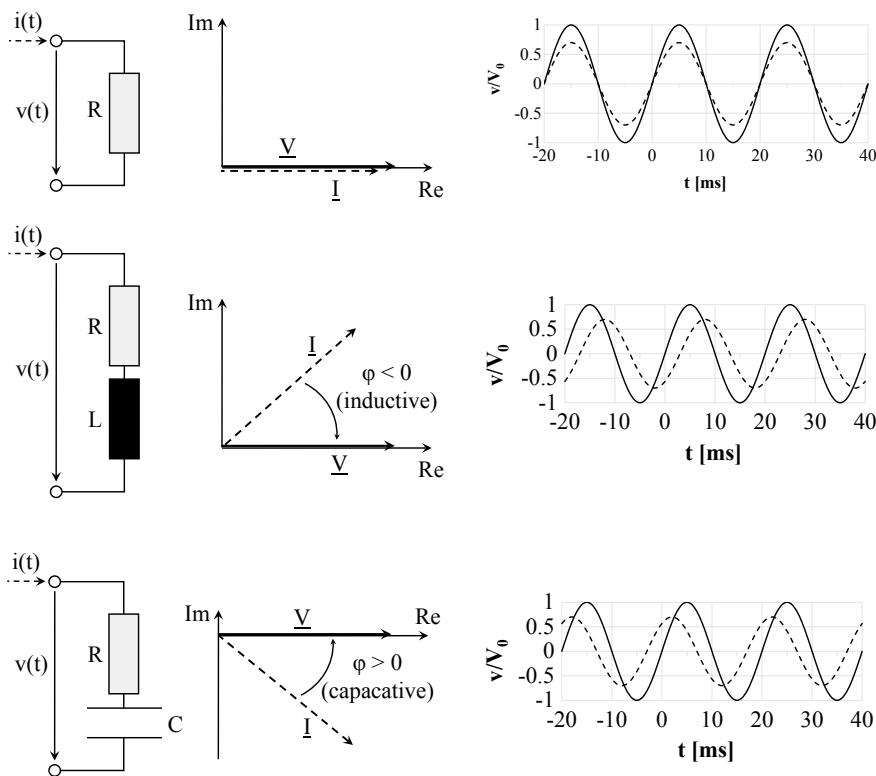 i(t)
v(t)
R
Im
V
I
Re
v/V0
1
0.5
0
-0.5
-1
-20 -10 0 10 20 30 40
t [ms]
i(t)
v(t)
R
L
Im
I
φ < 0
(inductive)
V
Re
v/V0
1
0.5
0
-0.5
-1
-20 -10 0 10 20 30 40
t [ms]
i(t)
v(t)
R
C
Im
V
Re
φ > 0
(capacative)
I
v/V0
1
0.5
0
-0.5
-1
-20 -10 0 10 20 30 40
t [ms]